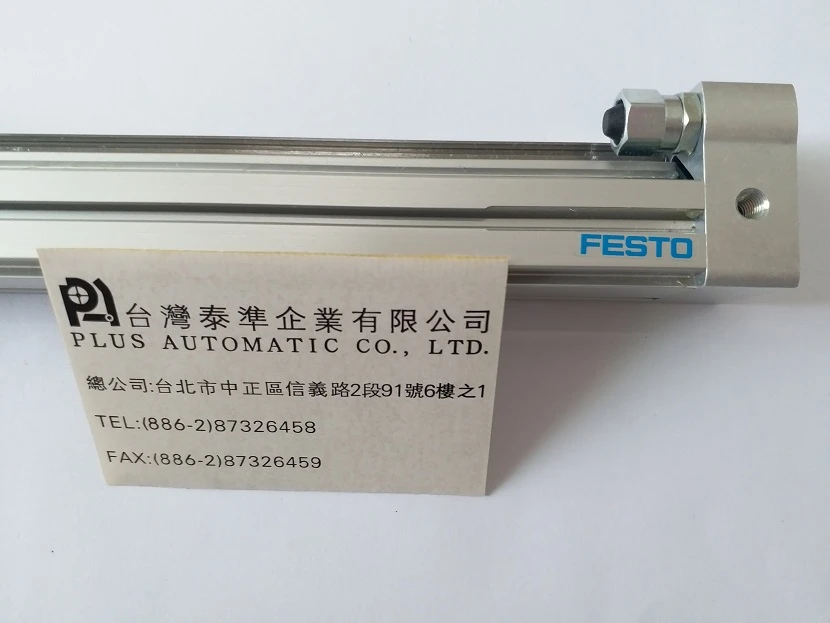 FESTO
台灣泰準企業有限公司
PLUS AUTOMATIC CO., LTD.
總公司:台北市中正區信義路2段91號6樓之1
TEL:(886-2)87326458
FAX:(886-2)87326459